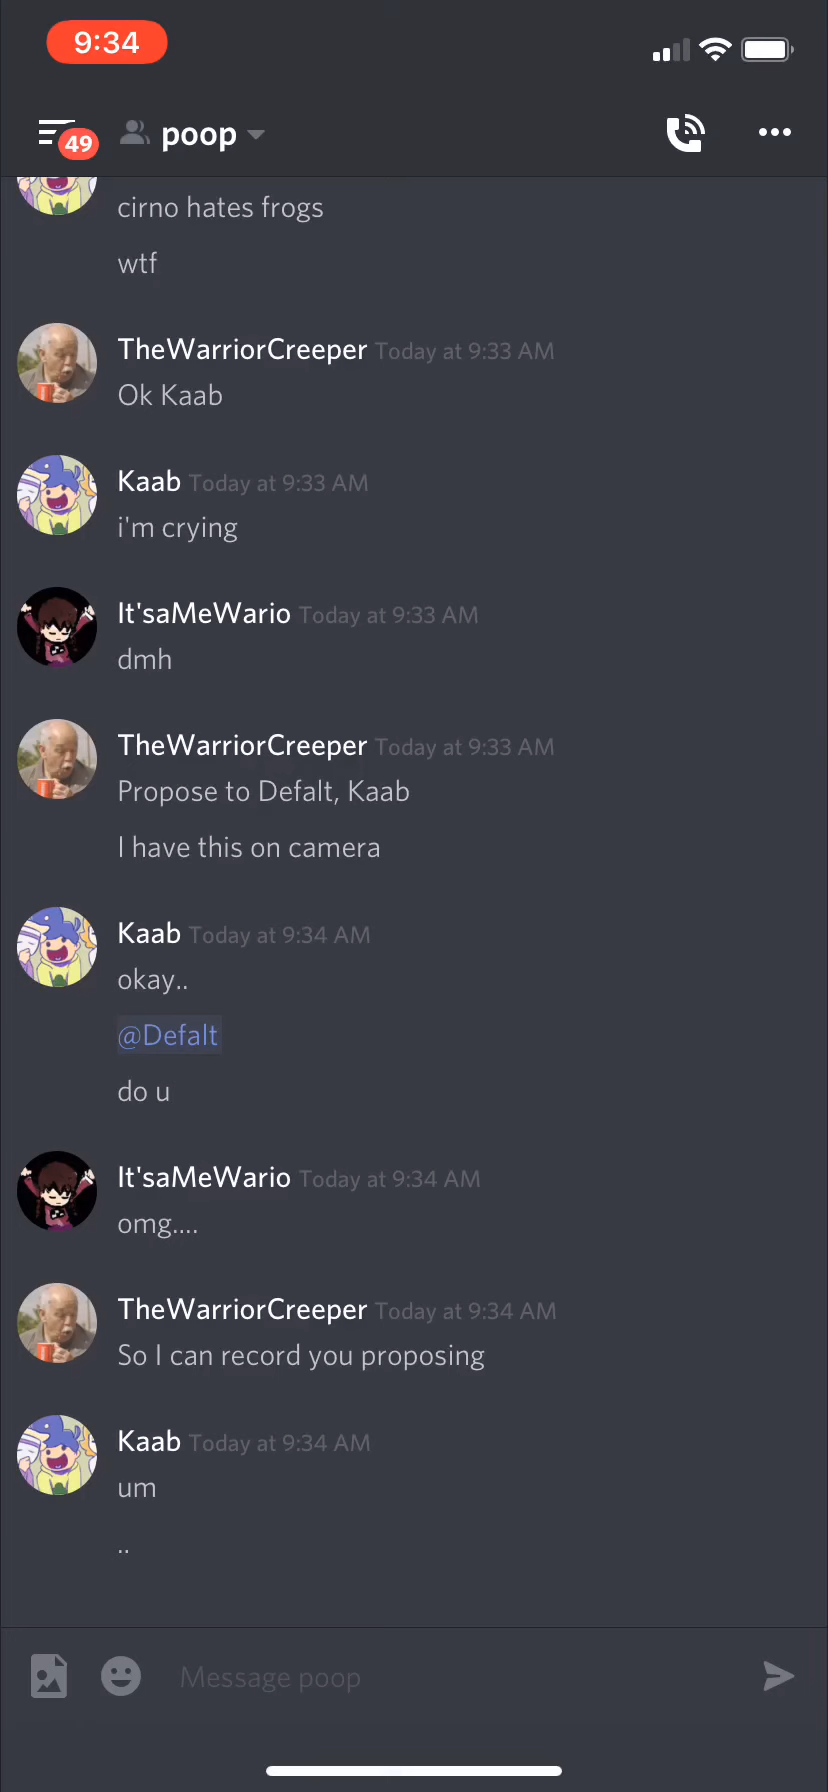 9:34
49
poop
cirno hates frogs
wtf
TheWarriorCreeper Today at 9:33 AM
Ok Kaab
Kaab Today at 9:33 AM
i'm crying
It'saMeWario Today at 9:33 AM
dmh
TheWarriorCreeper Today at 9:33 AM
Propose to Defalt, Kaab
I have this on camera
Kaab Today at 9:34 AM
okay..
@Defalt
do u
It'saMeWario Today at 9:34 AM
omg....
TheWarriorCreeper Today at 9:34 AM
So I can record you proposing
Kaab Today at 9:34 AM
um
..
Message poop